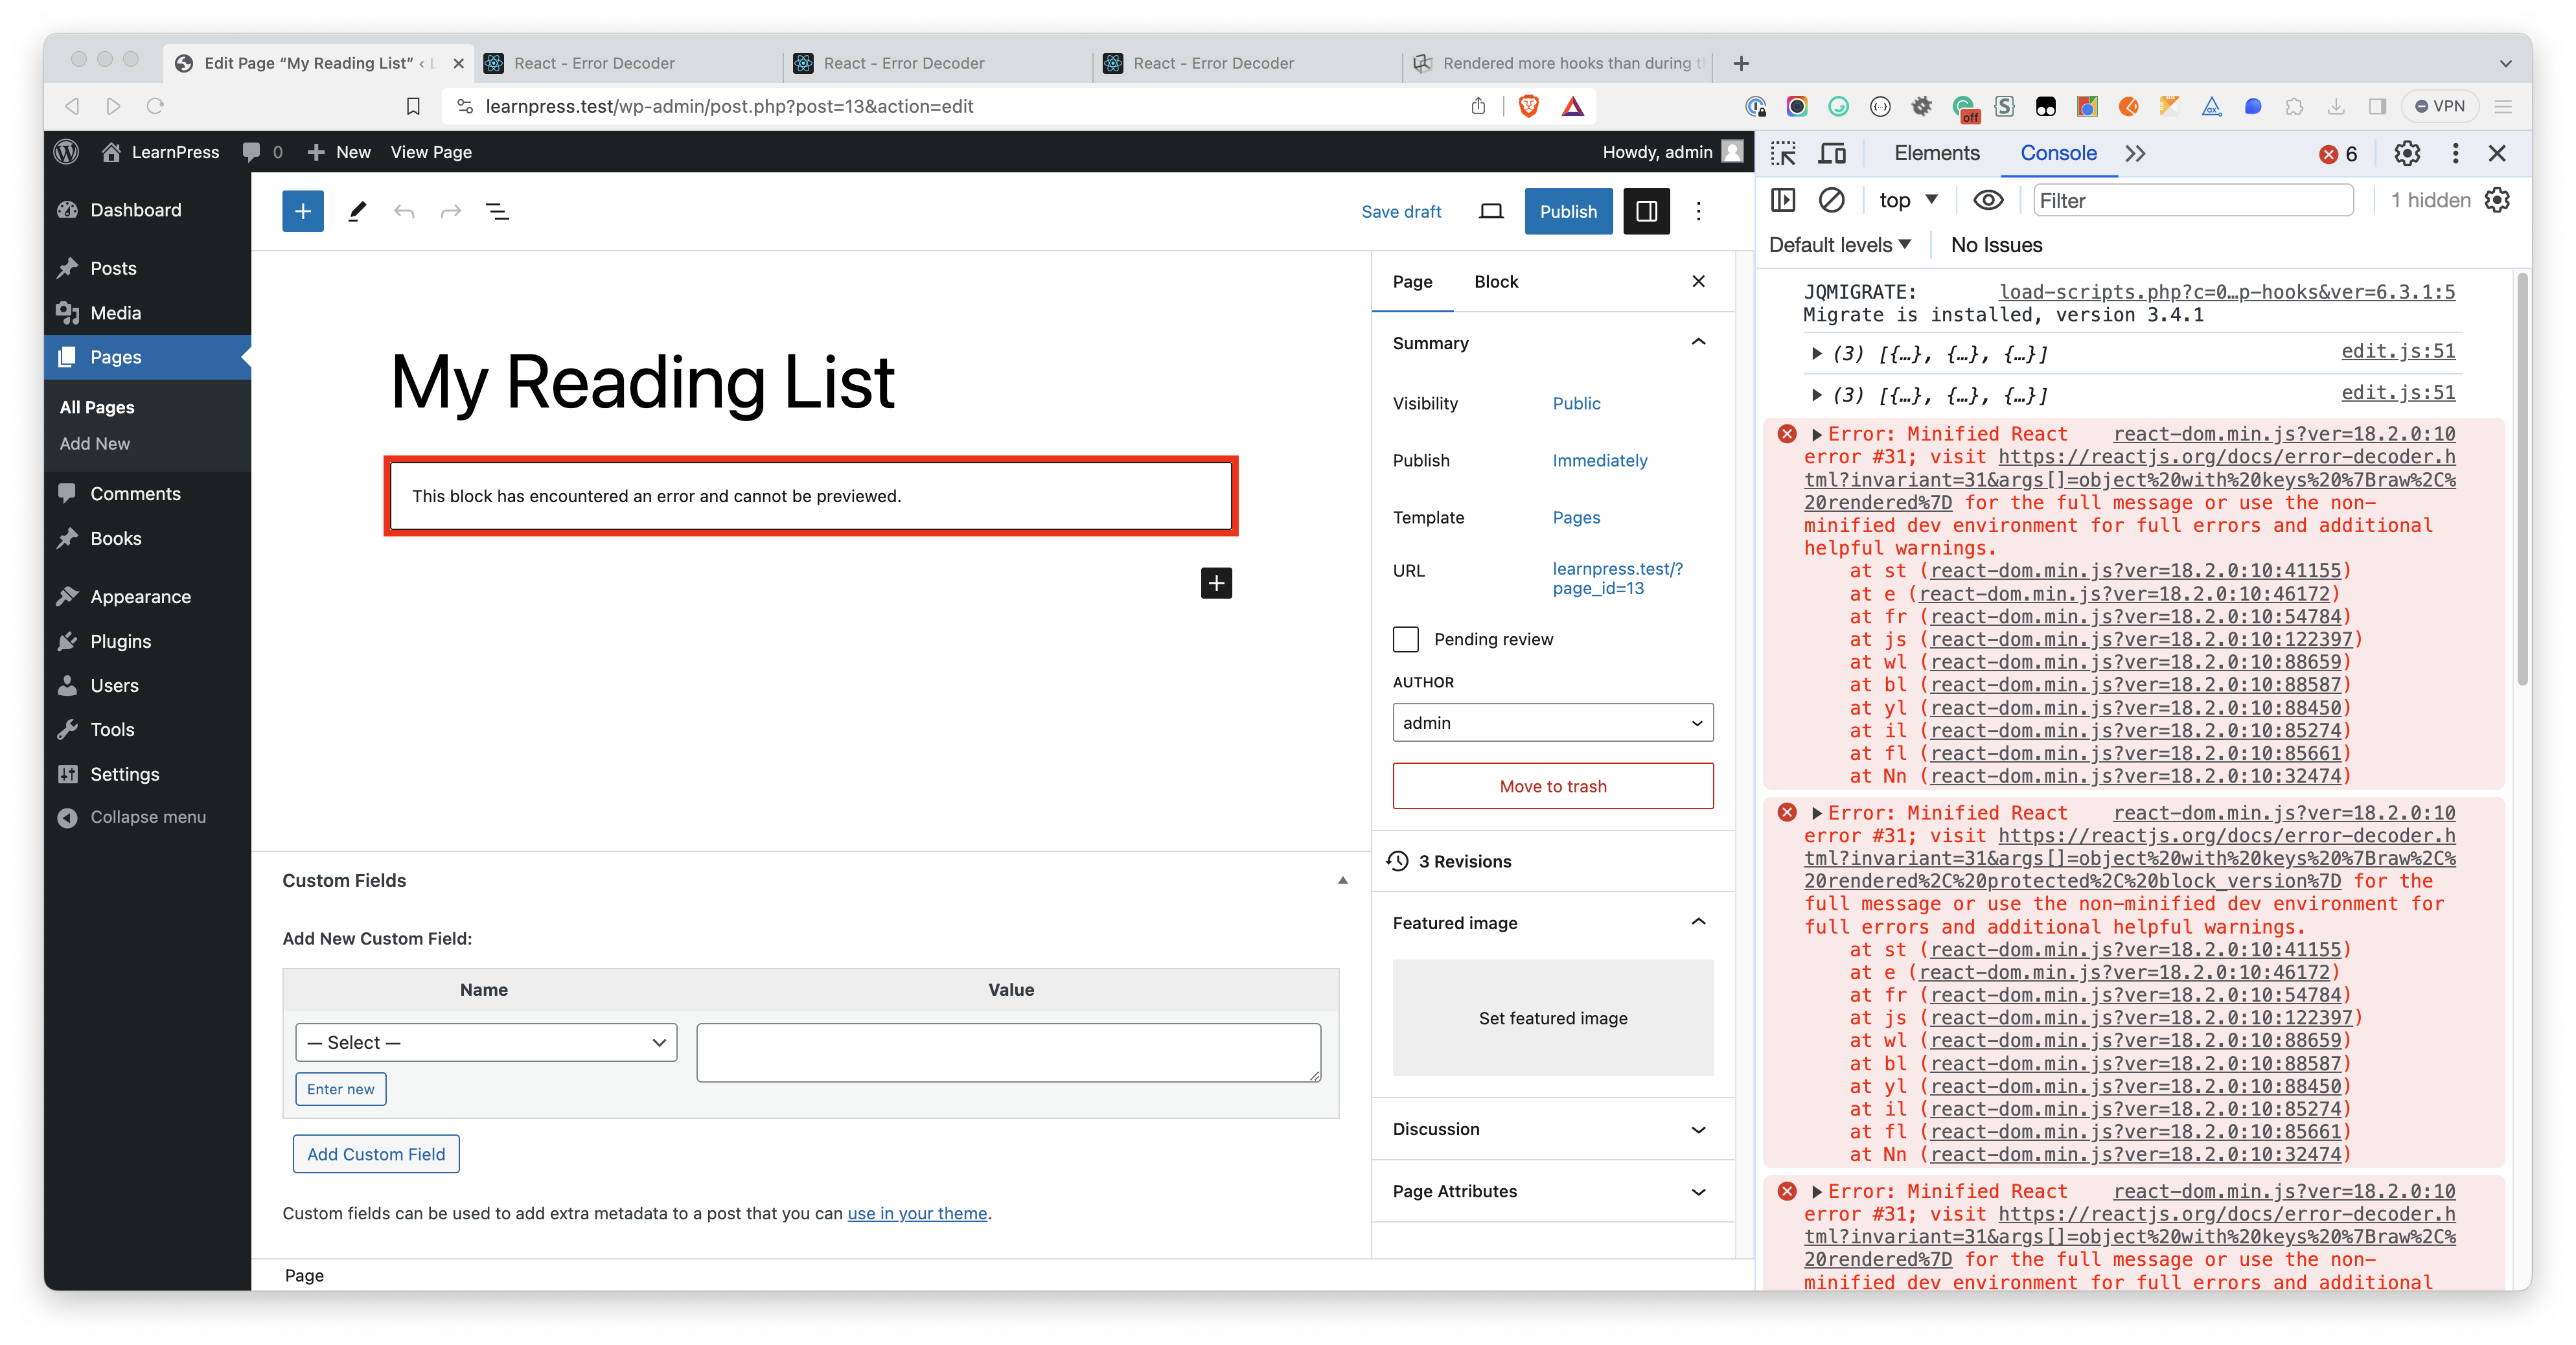 Edit Page “My Reading List” ‹ L
React - Error Decoder
React - Error Decoder
React - Error Decoder
Rendered more hooks than during t
learnpress.test/wp-admin/post.php?post=13&action=edit
off
VPN
LearnPress
0
New
View Page
Howdy, admin
Dashboard
Posts
Media
Pages
All Pages
Add New
Comments
Books
Appearance
Plugins
Users
Tools
Settings
Collapse menu
Save draft
Publish
My Reading List
This block has encountered an error and cannot be previewed.
Custom Fields
Add New Custom Field:
Name
Value
— Select —
Enter new
Add Custom Field
Custom fields can be used to add extra metadata to a post that you can use in your theme.
Page
Page
Block
Summary
Visibility
Public
Publish
Immediately
Template
Pages
URL
learnpress.test/?
page_id=13
Pending review
AUTHOR
admin
Move to trash
3 Revisions
Featured image
Set featured image
Discussion
Page Attributes
Elements
Console
6
top
Filter
1 hidden
Default levels
No Issues
JQMIGRATE: load-scripts.php?c=0…p-hooks&ver=6.3.1:5
Migrate is installed, version 3.4.1
(3) [{…}, {…}, {…}] edit.js:51
(3) [{…}, {…}, {…}] edit.js:51
Error: Minified React react-dom.min.js?ver=18.2.0:10
error #31; visit https://reactjs.org/docs/error-decoder.h
tml?invariant=31&args[]=object%20with%20keys%20%7Braw%2C%
20rendered%7D for the full message or use the non-
minified dev environment for full errors and additional
helpful warnings.
at st (react-dom.min.js?ver=18.2.0:10:41155)
at e (react-dom.min.js?ver=18.2.0:10:46172)
at fr (react-dom.min.js?ver=18.2.0:10:54784)
at js (react-dom.min.js?ver=18.2.0:10:122397)
at wl (react-dom.min.js?ver=18.2.0:10:88659)
at bl (react-dom.min.js?ver=18.2.0:10:88587)
at yl (react-dom.min.js?ver=18.2.0:10:88450)
at il (react-dom.min.js?ver=18.2.0:10:85274)
at fl (react-dom.min.js?ver=18.2.0:10:85661)
at Nn (react-dom.min.js?ver=18.2.0:10:32474)
Error: Minified React react-dom.min.js?ver=18.2.0:10
error #31; visit https://reactjs.org/docs/error-decoder.h
tml?invariant=31&args[]=object%20with%20keys%20%7Braw%2C%
20rendered%2C%20protected%2C%20block_version%7D for the
full message or use the non-minified dev environment for
full errors and additional helpful warnings.
at st (react-dom.min.js?ver=18.2.0:10:41155)
at e (react-dom.min.js?ver=18.2.0:10:46172)
at fr (react-dom.min.js?ver=18.2.0:10:54784)
at js (react-dom.min.js?ver=18.2.0:10:122397)
at wl (react-dom.min.js?ver=18.2.0:10:88659)
at bl (react-dom.min.js?ver=18.2.0:10:88587)
at yl (react-dom.min.js?ver=18.2.0:10:88450)
at il (react-dom.min.js?ver=18.2.0:10:85274)
at fl (react-dom.min.js?ver=18.2.0:10:85661)
at Nn (react-dom.min.js?ver=18.2.0:10:32474)
Error: Minified React react-dom.min.js?ver=18.2.0:10
error #31; visit https://reactjs.org/docs/error-decoder.h
tml?invariant=31&args[]=object%20with%20keys%20%7Braw%2C%
20rendered%7D for the full message or use the non-
minified dev environment for full errors and additional